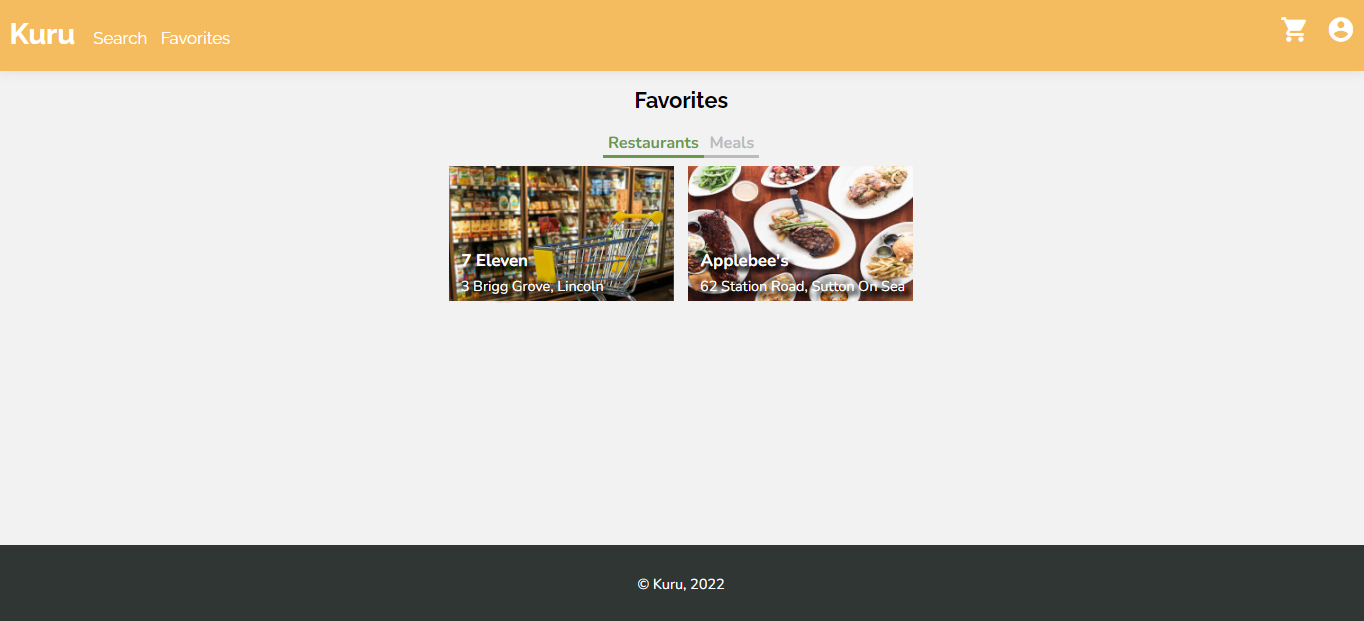 Kuru Search Favorites
Favorites
Restaurants Meals
7 Eleven
3 Brigg Grove, Lincoln
Applebee's
62 Station Road, Sutton On Sea
© Kuru, 2022